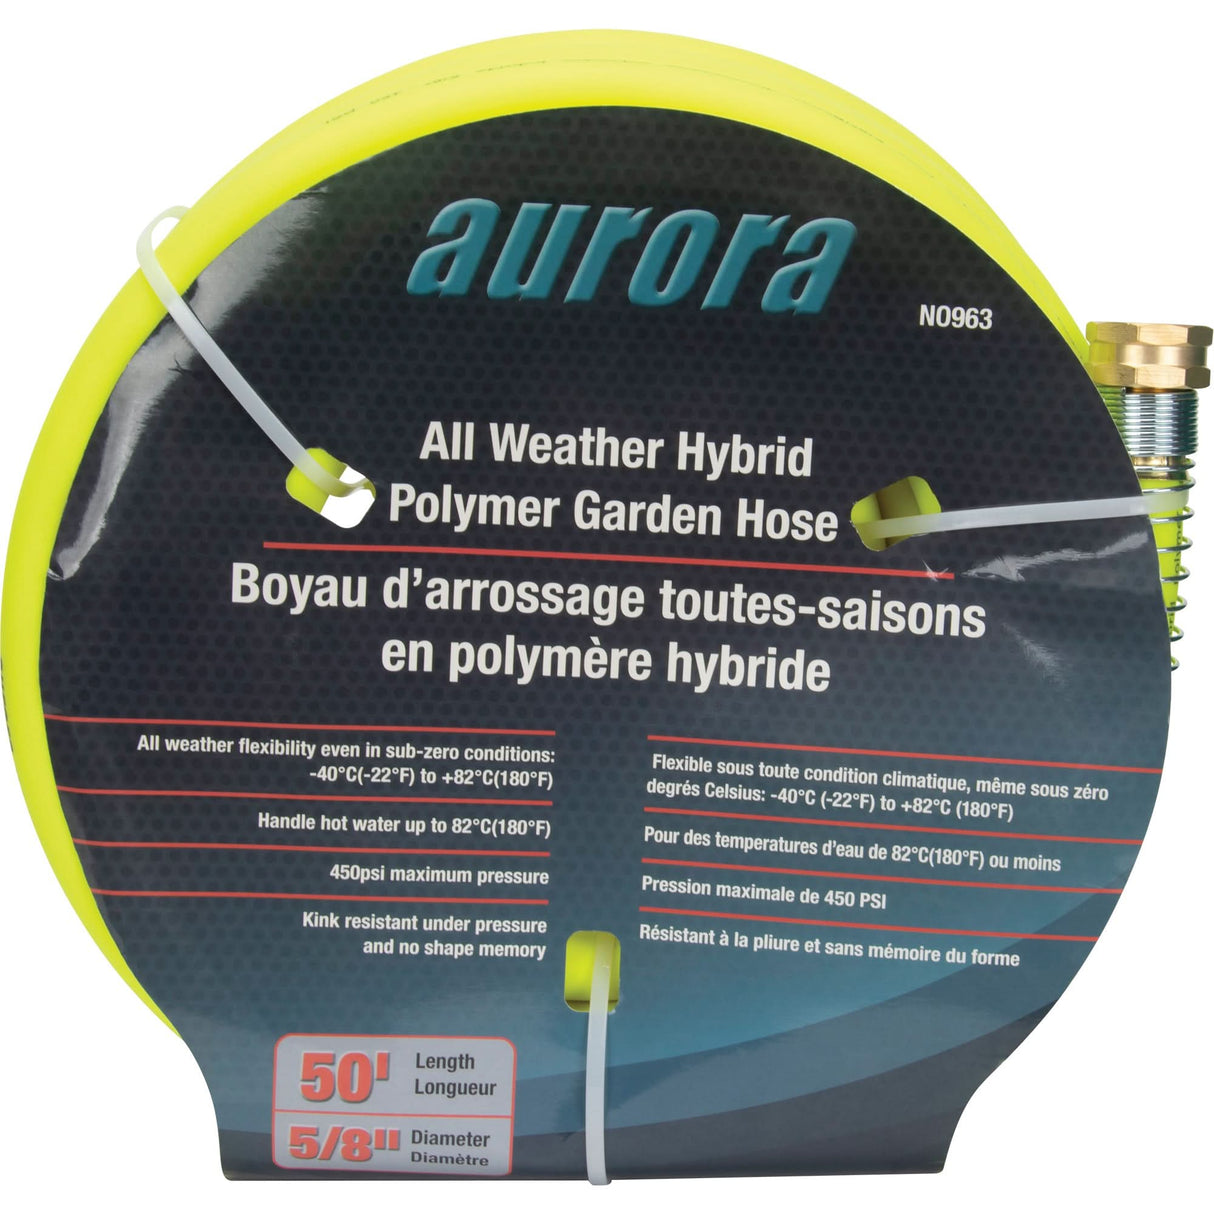 aurora
NO963
All Weather Hybrid
Polymer Garden Hose
Boyau d'arrossage toutes-saisons
en polymère hybride
All weather flexibility even in sub-zero conditions:
-40°C(-22°F) to +82°C(180°F)
Handle hot water up to 82°C(180°F)
450psi maximum pressure
Kink resistant under pressure
and no shape memory
Flexible sous toute condition climatique, même sous zéro
degrés Celsius: -40°C (-22°F) to +82°C (180°F)
Pour des temperatures d'eau de 82°C(180°F) ou moins
Pression maximale de 450 PSI
Résistant à la pliure et sans mémoire du forme
50' Length
Longueur
5/8" Diameter
Diamètre